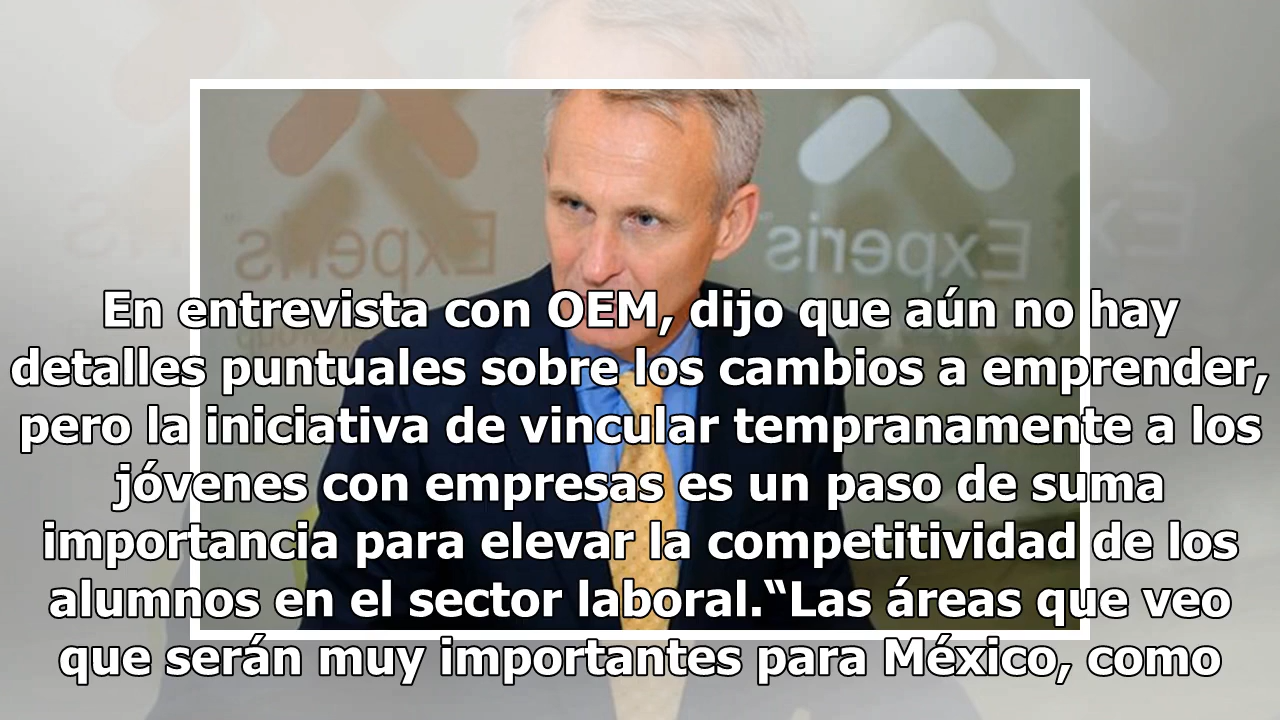 Experis
Experis
En entrevista con OEM, dijo que aún no hay
detalles puntuales sobre los cambios a emprender,
pero la iniciativa de vincular tempranamente a los
jóvenes con empresas es un paso de suma
importancia para elevar la competitividad de los
alumnos en el sector laboral.“Las áreas que veo
que serán muy importantes para México, como